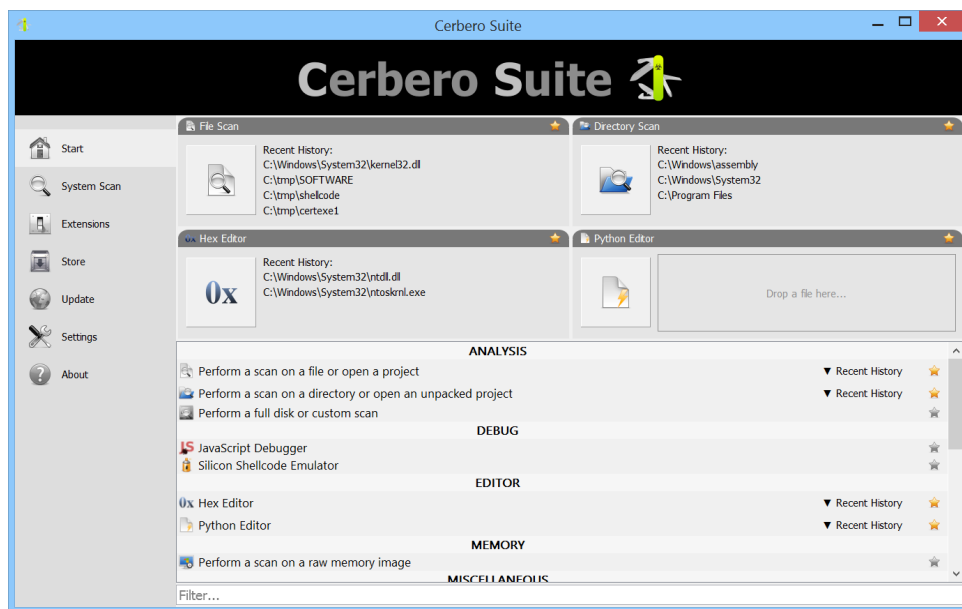 Cerbero Suite
Cerbero Suite
Start
System Scan
Extensions
Store
Update
Settings
About
File Scan
Recent History:
C:\Windows\System32\kernel32.dll
C:\tmp\SOFTWARE
C:\tmp\shellcode
C:\tmp\certexe1
Directory Scan
Recent History:
C:\Windows\assembly
C:\Windows\System32
C:\Program Files
0x Hex Editor
Recent History:
C:\Windows\System32\ntdll.dll
C:\Windows\System32\ntoskrnl.exe
0x
Python Editor
Drop a file here...
ANALYSIS
Perform a scan on a file or open a project ▼ Recent History
Perform a scan on a directory or open an unpacked project ▼ Recent History
Perform a full disk or custom scan
DEBUG
JS JavaScript Debugger
Silicon Shellcode Emulator
EDITOR
0x Hex Editor ▼ Recent History
Python Editor ▼ Recent History
MEMORY
Perform a scan on a raw memory image
MISCELLANEOUS
Filter...